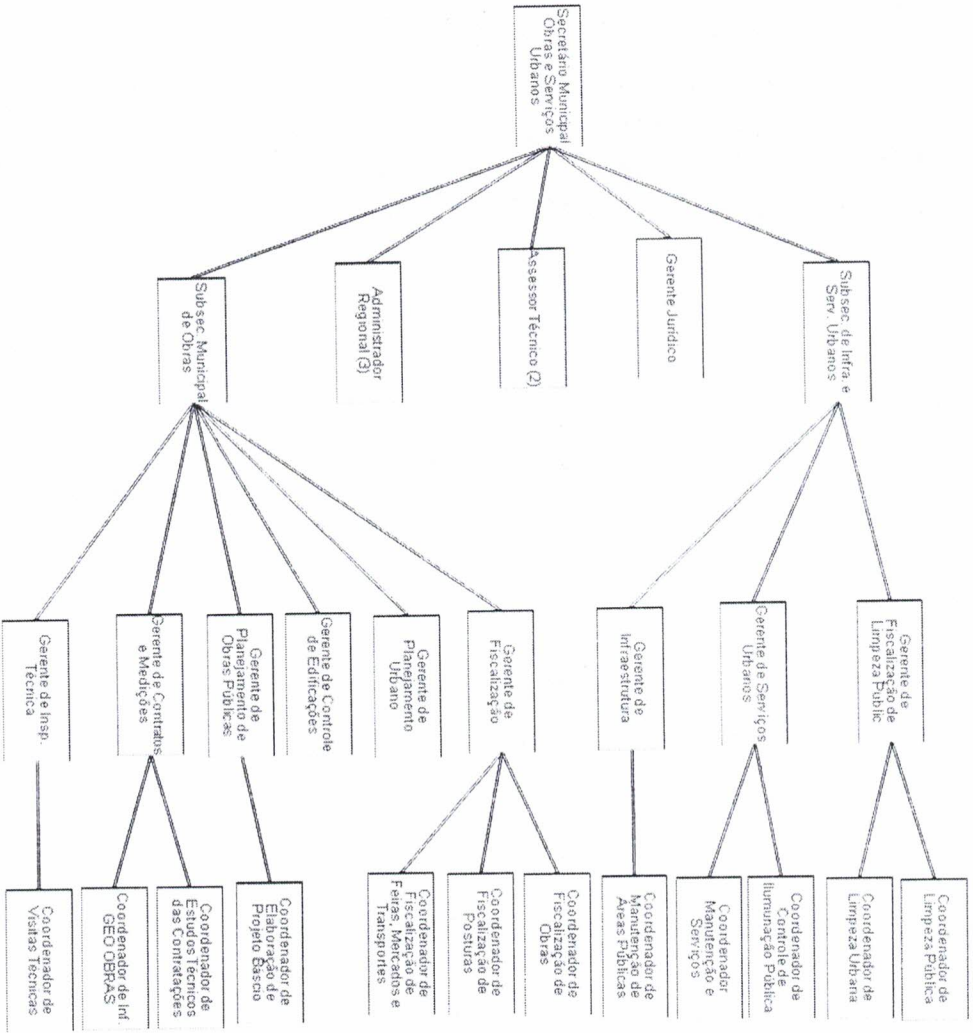 Secretário Municipal
Obras e Serviços
Urbanos
Subsec. Municipal
de Obras
Administrador
Regional (3)
Assessor Técnico (2)
Gerente Jurídico
Subsec. de Infra. e
Serv. Urbanos
Gerente de Insp.
Técnica
Gerente de Contratos
e Medições
Gerente de
Planejamento de
Obras Públicas
Gerente de Controle
de Edificações
Gerente de
Planejamento
Urbano
Gerente de
Fiscalização
Gerente de
Infraestrutura
Gerente de Serviços
Urbanos
Gerente de
Fiscalização de
Limpeza Public
Coordenador de
Visitas Técnicas
Coordenador de Inf.
GEO OBRAS
Coordenador de
Estudos Técnicos
das Contratações
Coordenador de
Elaboração de
Projeto Báscio
Coordenador de
Fiscalização de
Feiras, Mercados e
Transportes
Coordenador de
Fiscalização de
Posturas
Coordenador de
Fiscalização de
Obras
Coordenador de
Manutenção de
Áreas Públicas
Coordenador
Manutenção e
Serviços
Coordenador de
Controle de
Ilumunação Pública
Coordenador de
Limpeza Urbana
Coordenador de
Limpeza Pública